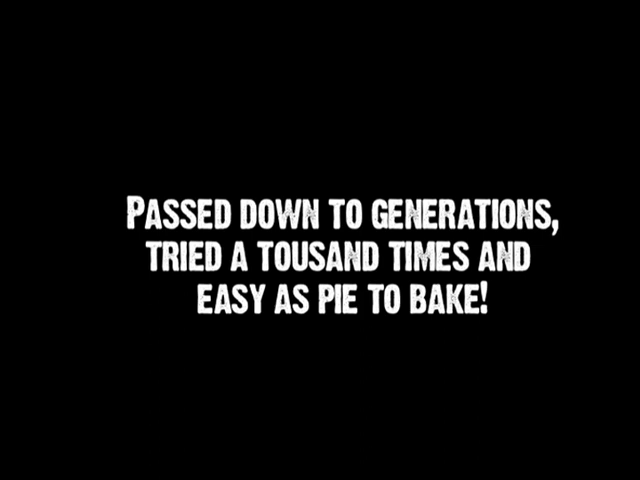 Passed down to generations,
tried a tousand times and
easy as pie to bake!